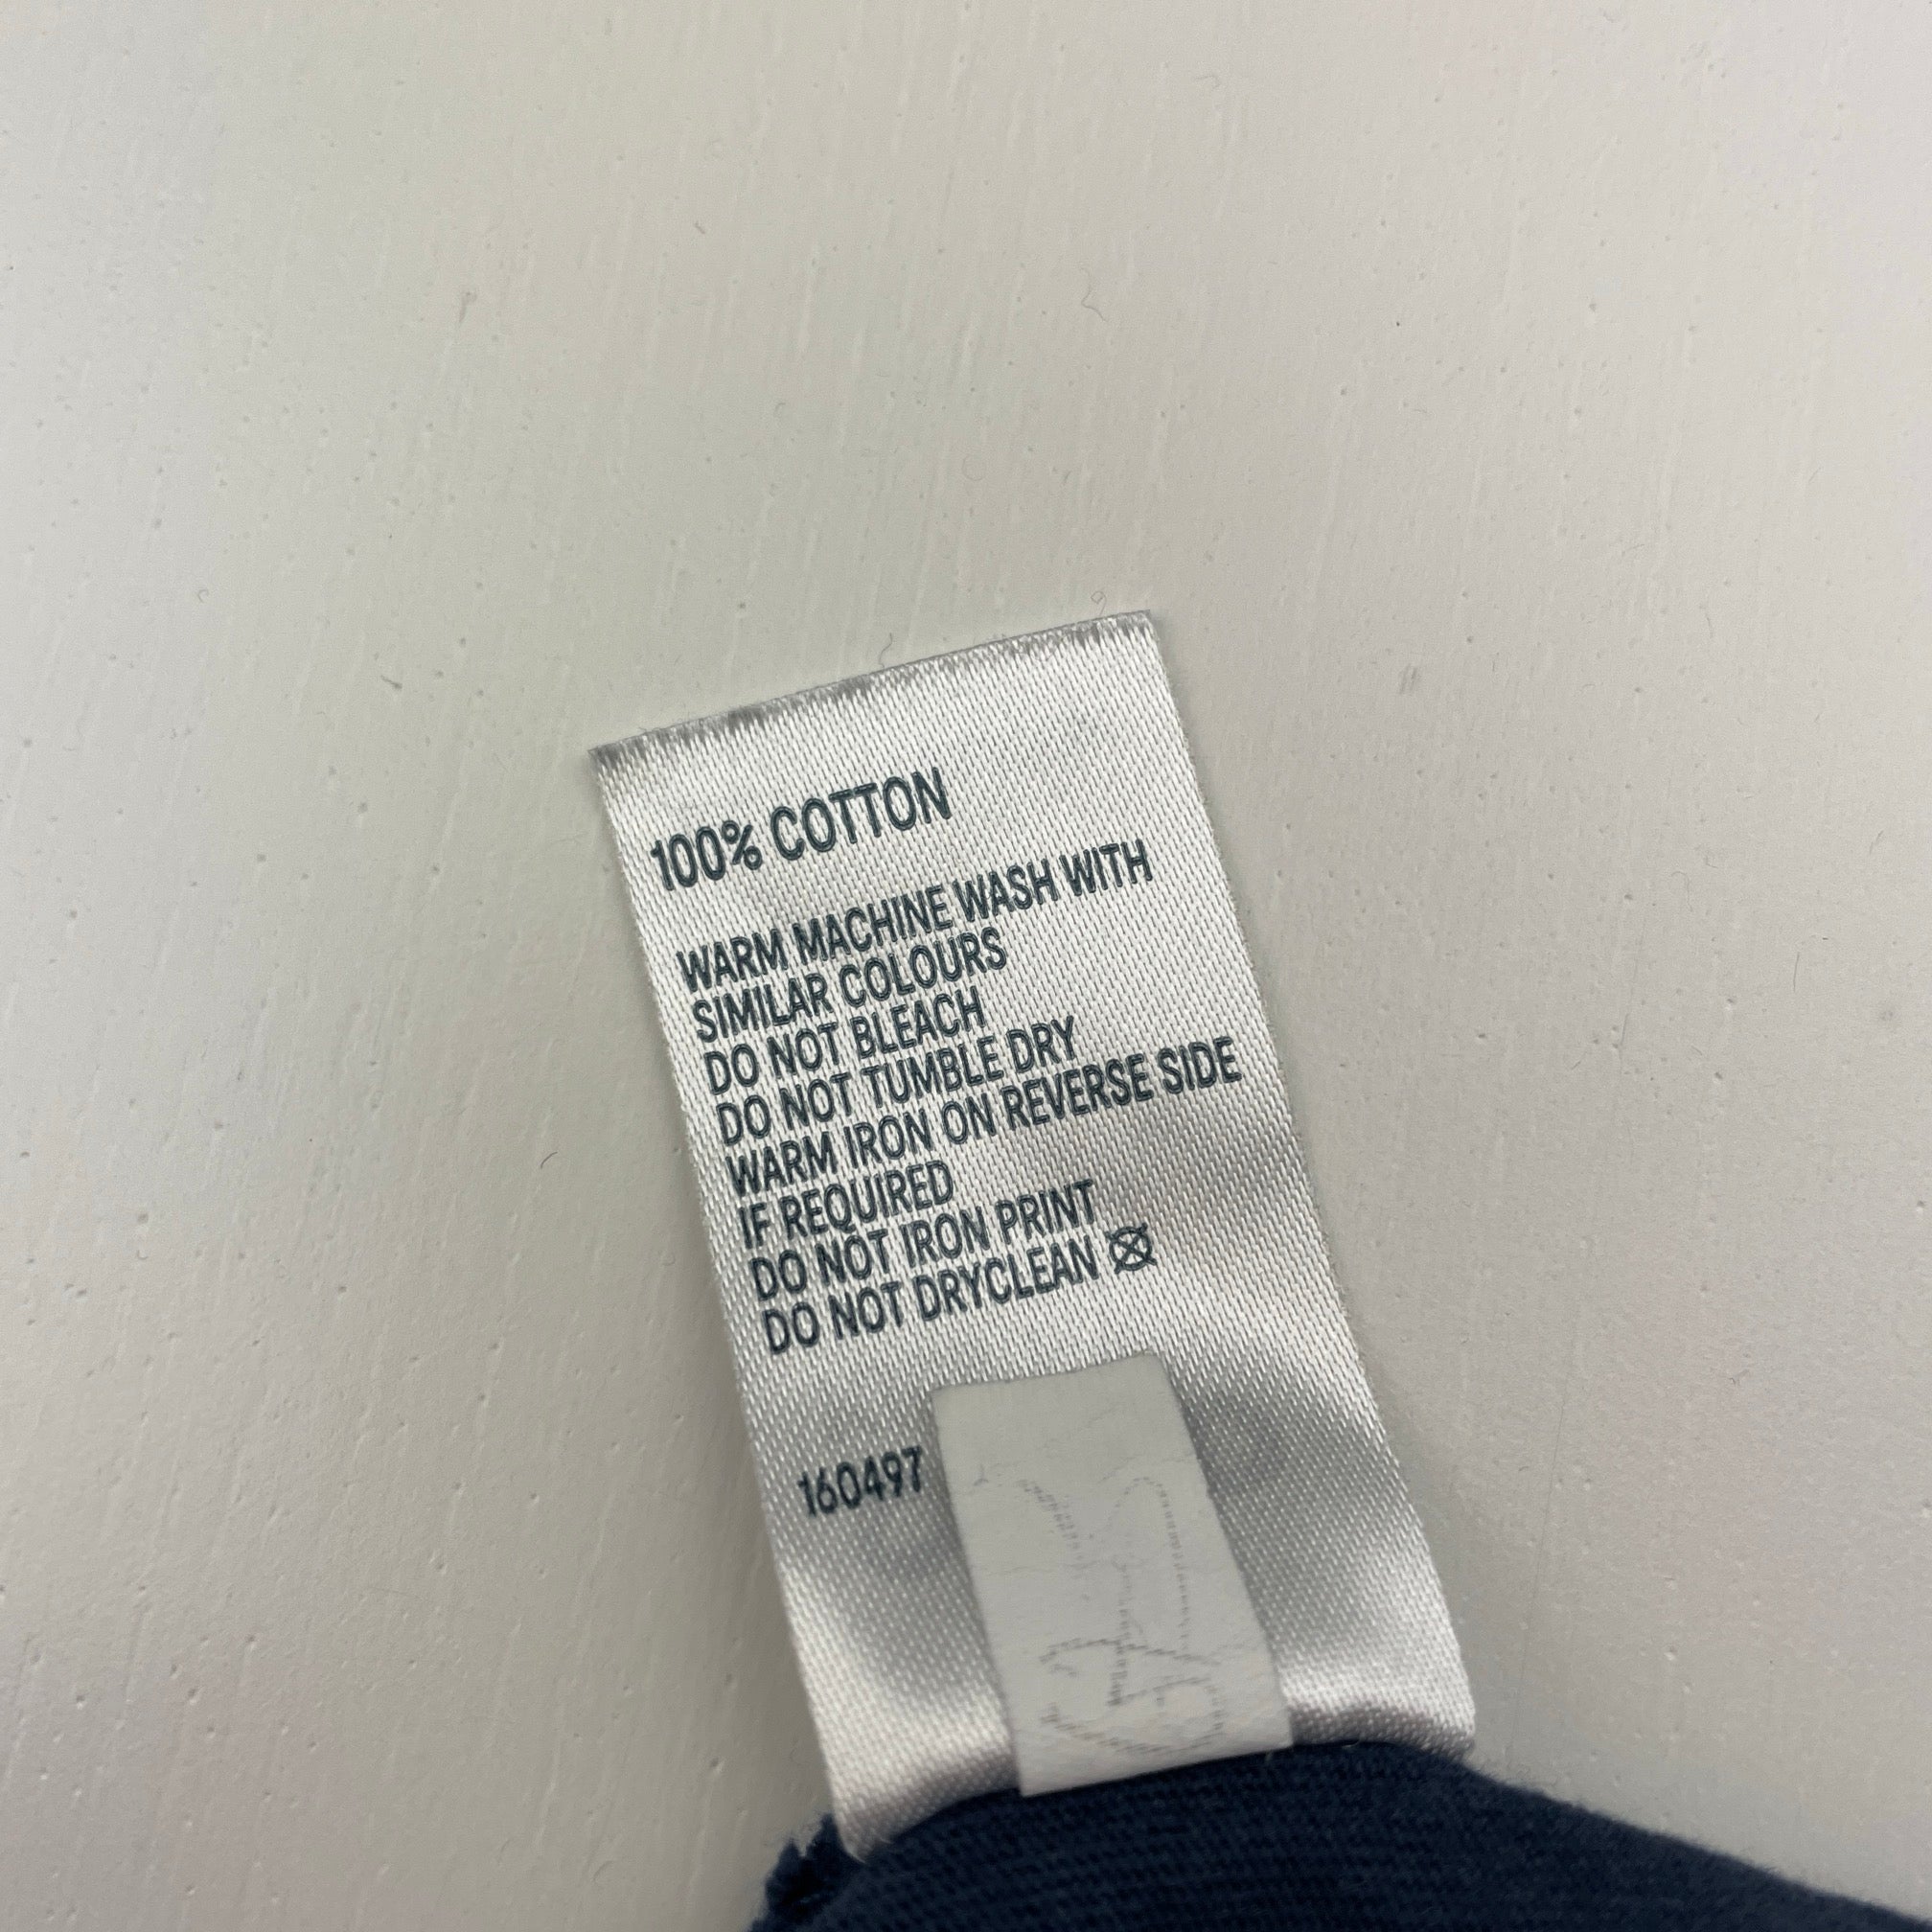 100% COTTON
WARM MACHINE WASH WITH
SIMILAR COLOURS
DO NOT BLEACH
DO NOT TUMBLE DRY
WARM IRON ON REVERSE SIDE
IF REQUIRED
DO NOT IRON PRINT
DO NOT DRYCLEAN
160497